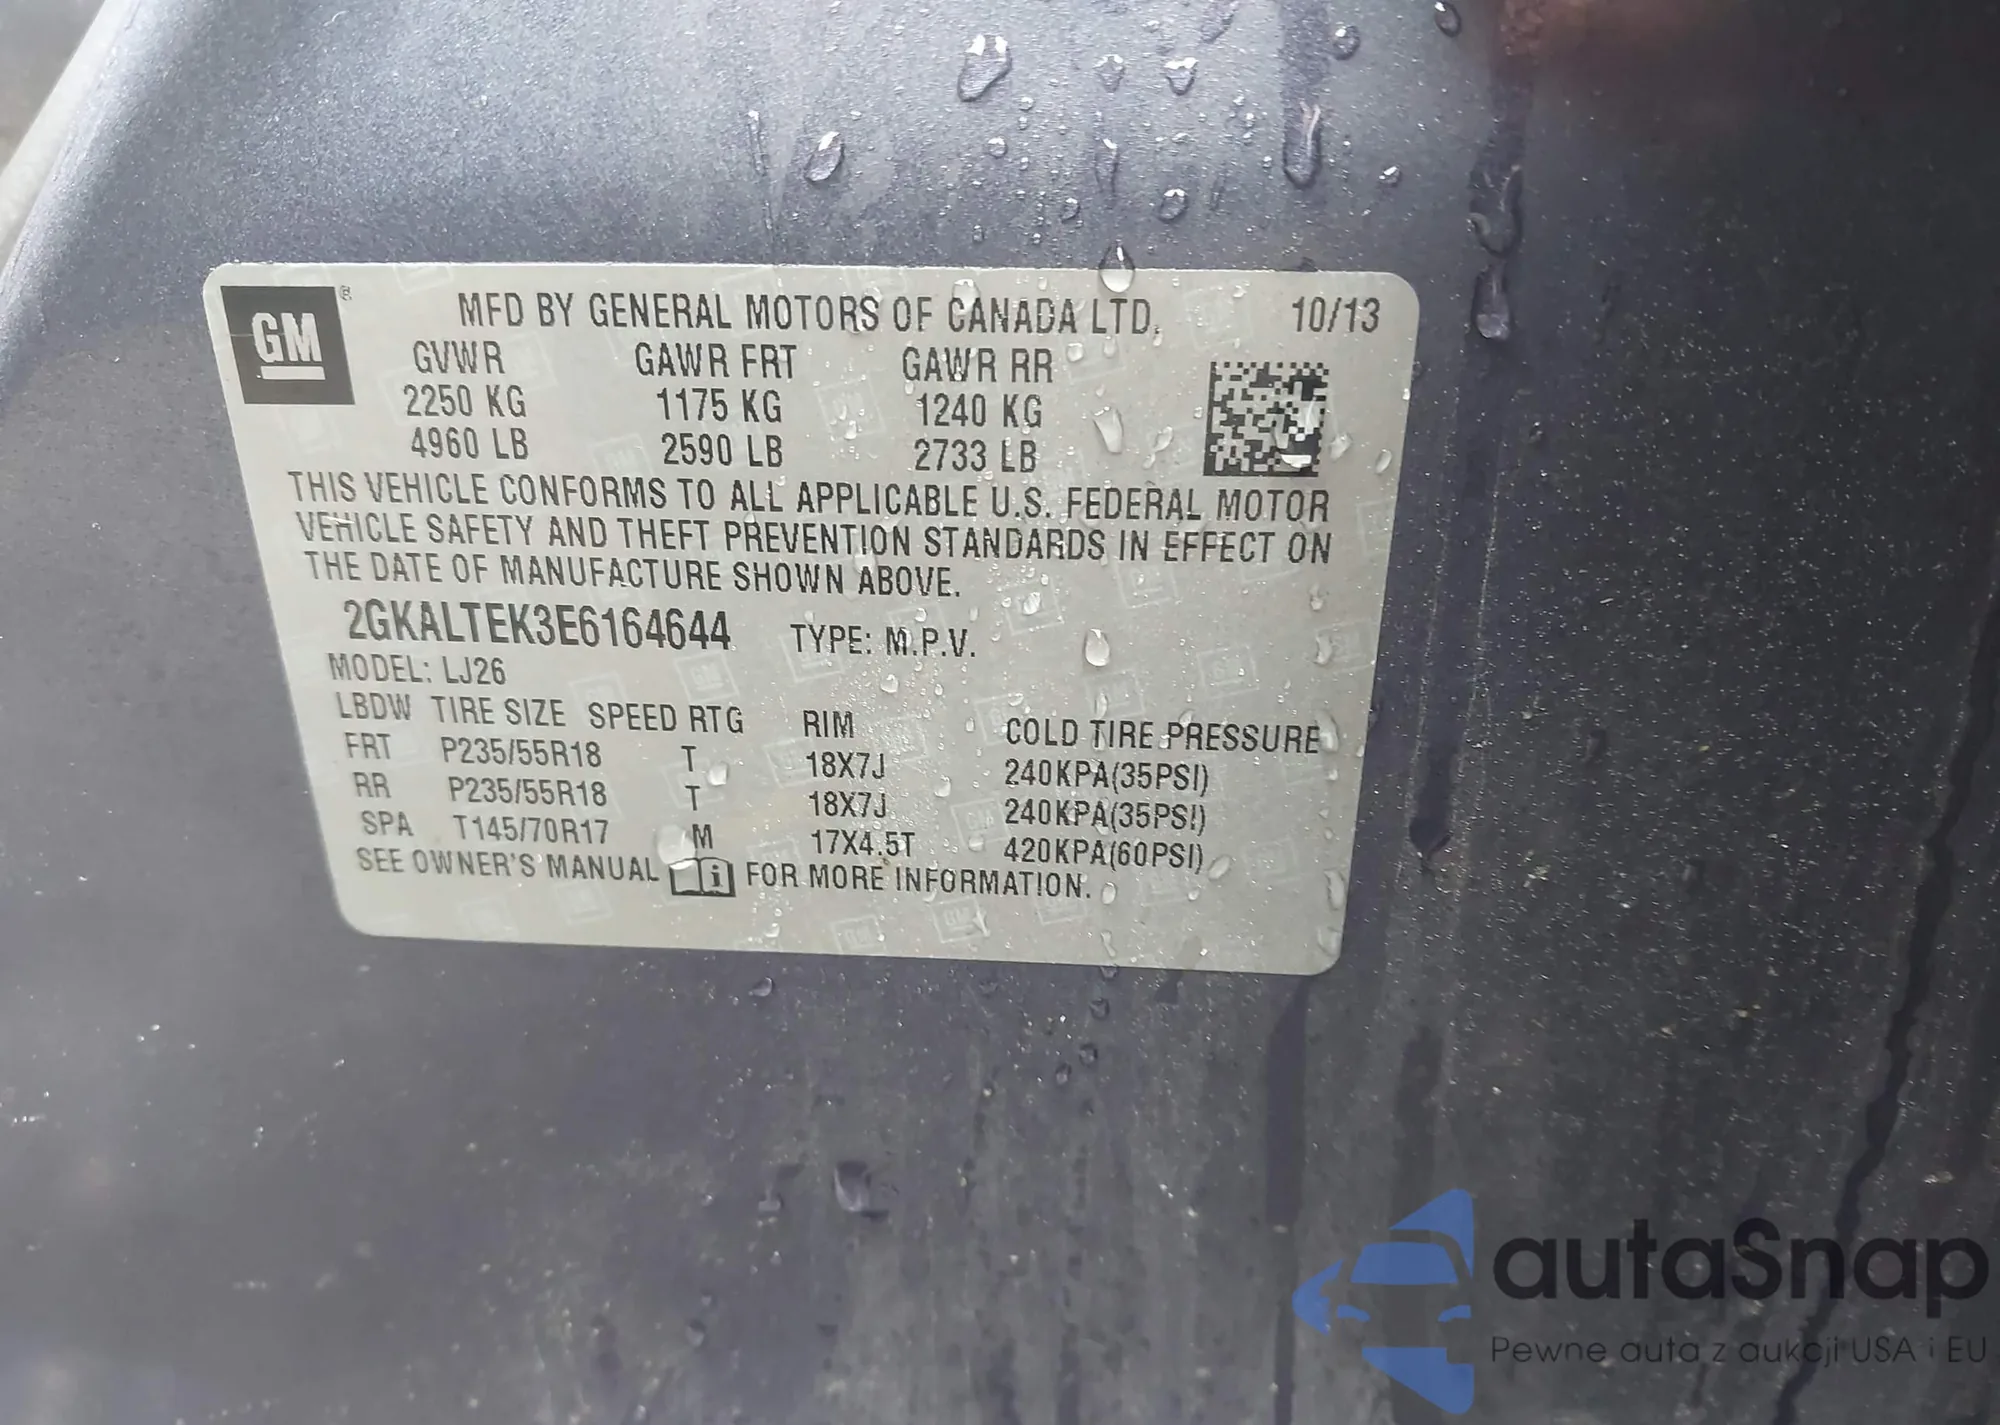 GM ® MFD BY GENERAL MOTORS OF CANADA LTD. 10/13
GVWR GAWR FRT GAWR RR
2250 KG 1175 KG 1240 KG
4960 LB 2590 LB 2733 LB
THIS VEHICLE CONFORMS TO ALL APPLICABLE U.S. FEDERAL MOTOR
VEHICLE SAFETY AND THEFT PREVENTION STANDARDS IN EFFECT ON
THE DATE OF MANUFACTURE SHOWN ABOVE.
2GKALTEK3E6164644 TYPE: M.P.V.
MODEL: LJ26
LBDW TIRE SIZE SPEED RTG RIM COLD TIRE PRESSURE
FRT P235/55R18 T 18X7J 240KPA(35PSI)
RR P235/55R18 T 18X7J 240KPA(35PSI)
SPA T145/70R17 M 17X4.5T 420KPA(60PSI)
SEE OWNER'S MANUAL i FOR MORE INFORMATION.
autaSnap
Pewne auta z aukcji USA i EU